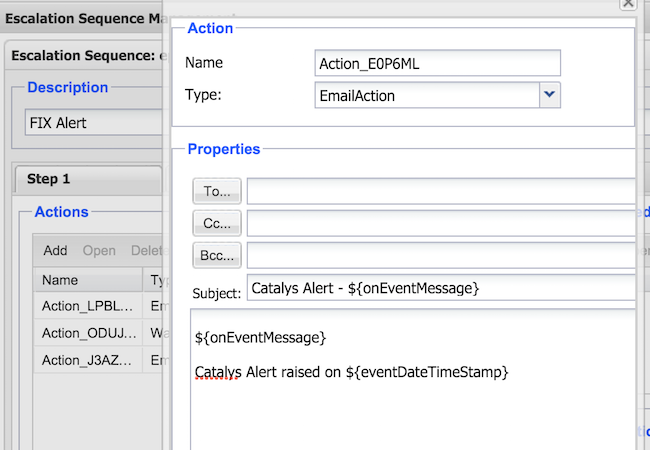 Escalation Sequence Ma
Escalation Sequence: e
Description
FIX Alert
Step 1
Actions
Add Open Delete
Name Ty
Action_LPBL... Em
Action_ODUJ... Wa
Action_J3AZ... Em
Action
Name Action_E0P6ML
Type: EmailAction
Properties
To...
Cc...
Bcc...
Subject: Catalys Alert - ${onEventMessage}
${onEventMessage}
Catalys Alert raised on ${eventDateTimeStamp}